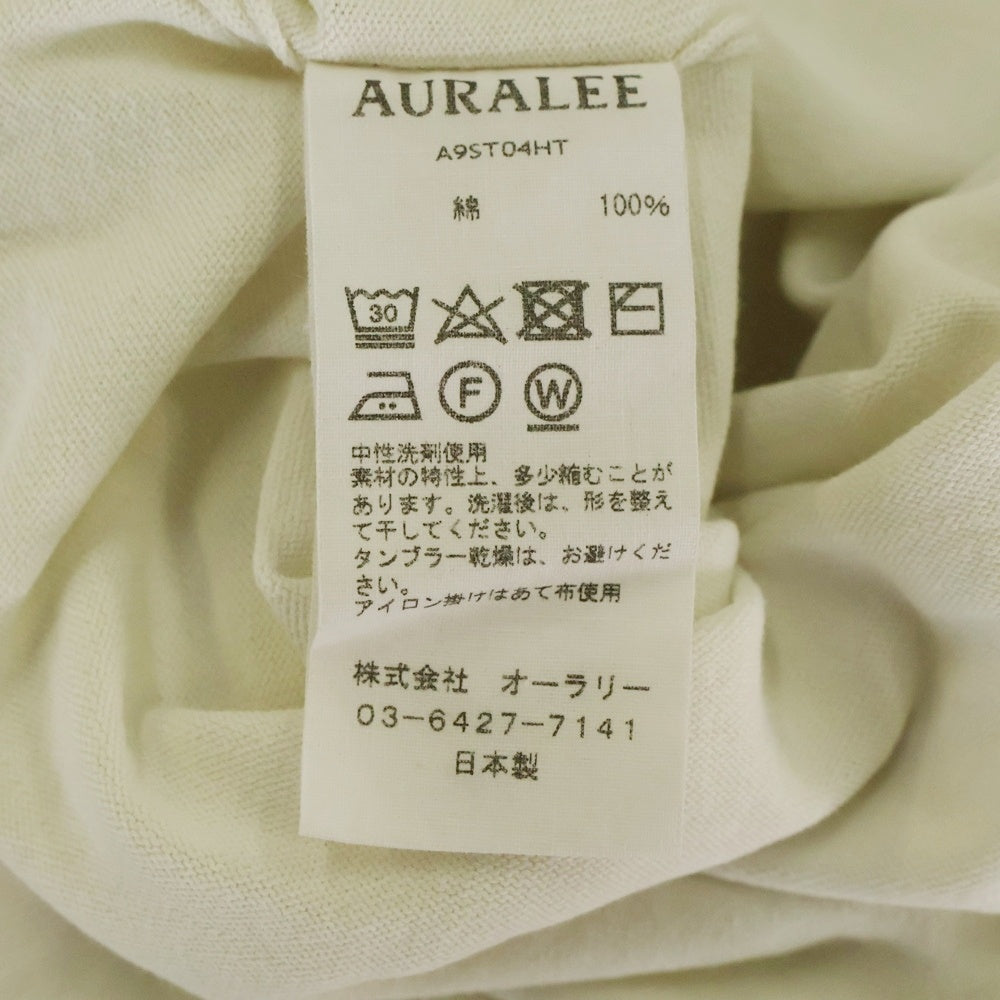 AURALEE
A9ST04HT
綿 100%
30
F W
中性洗剤使用
素材の特性上、多少縮むことが
あります。洗濯後は、形を整え
て干してください。
タンブラー乾燥は、お避けくだ
さい。
アイロン掛けはあて布使用
株式会社 オーラリー
03-6427-7141
日本製